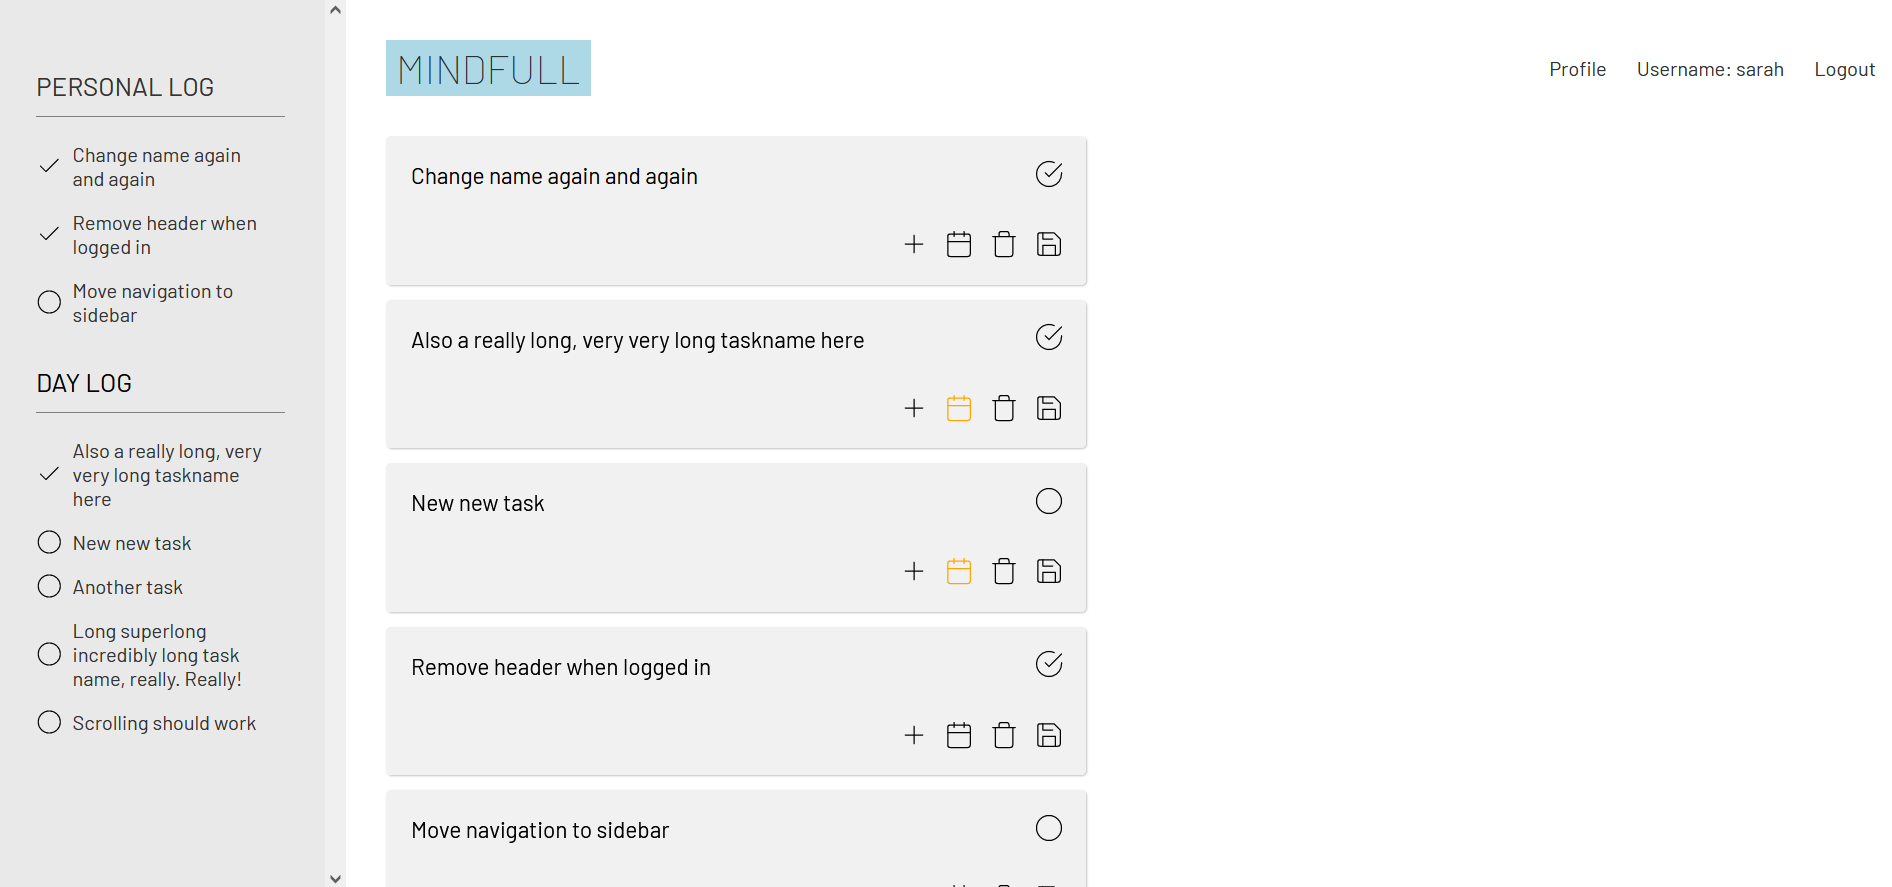 PERSONAL LOG
Change name again
and again
Remove header when
logged in
Move navigation to
sidebar
DAY LOG
Also a really long, very
very long taskname
here
New new task
Another task
Long superlong
incredibly long task
name, really. Really!
Scrolling should work
MINDFULL
Profile Username: sarah Logout
Change name again and again
Also a really long, very very long taskname here
New new task
Remove header when logged in
Move navigation to sidebar